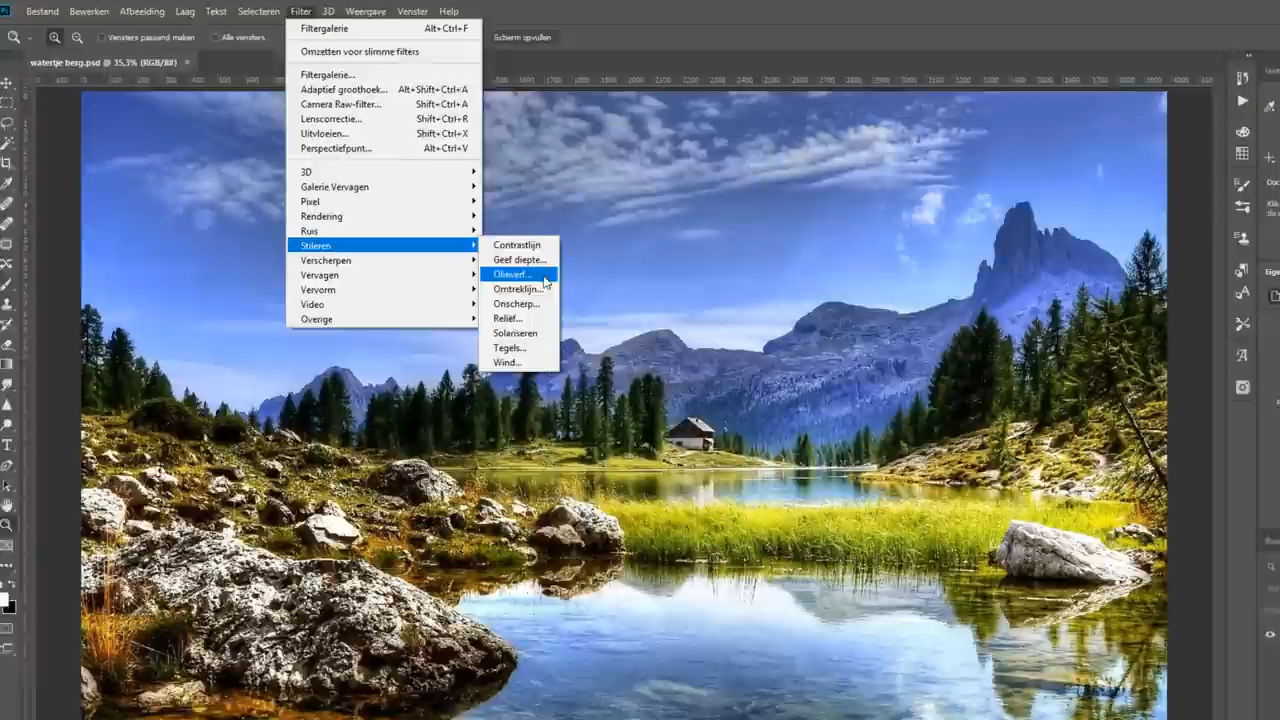 Bestand Bewerken Afbeelding Laag Tekst Selecteren Filter 3D Weergave Venster Help
Vensters passend maken Alle vensters Scherm opvullen
watertje berg.psd @ 35,3% (RGB/8#) ×
Filtergalerie Alt+Ctrl+F
Omzetten voor slimme filters
Filtergalerie...
Adaptief groothoek... Alt+Shift+Ctrl+A
Camera Raw-filter... Shift+Ctrl+A
Lenscorrectie... Shift+Ctrl+R
Uitvloeien... Shift+Ctrl+X
Perspectiefpunt... Alt+Ctrl+V
3D
Galerie Vervagen
Pixel
Rendering
Ruis
Stileren
Verscherpen
Vervagen
Vervorm
Video
Overige
Contrastlijn
Geef diepte...
Olieverf...
Omtreklijn...
Onscherp...
Reliëf...
Solariseren
Tegels...
Wind...